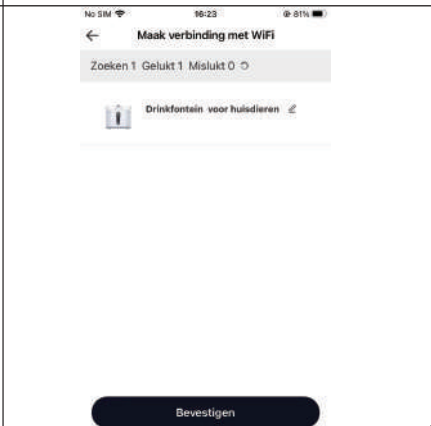 No SIM 16:23 81%
Maak verbinding met WiFi
Zoeken 1 Gelukt 1 Mislukt 0
Drinkfontein voor huisdieren
Bevestigen